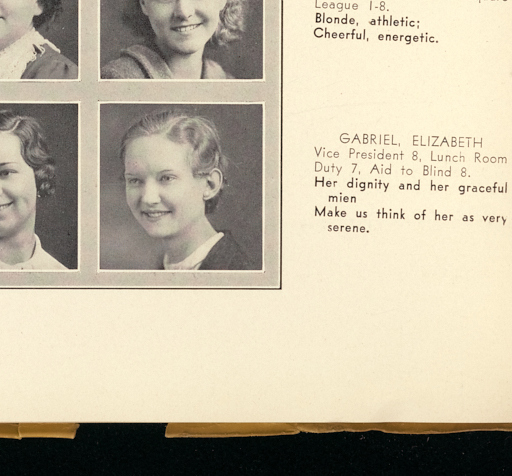 League 1-8.
Blonde, athletic;
Cheerful, energetic.
GABRIEL, ELIZABETH
Vice President 8, Lunch Room
Duty 7, Aid to Blind 8.
Her dignity and her graceful
mien
Make us think of her as very
serene.